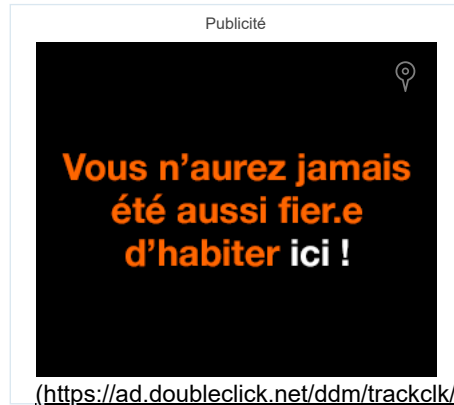 Publicité
Vous n’aurez jamais
été aussi fier.e
d’habiter ici !
(https://ad.doubleclick.net/ddm/trackclk/